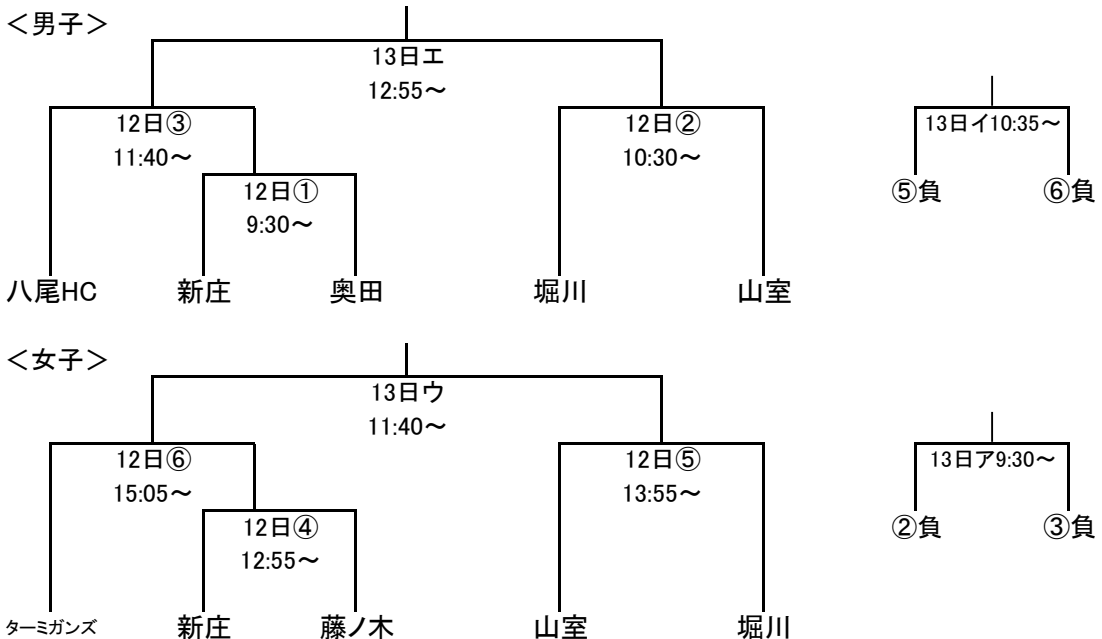 ＜男子＞
13日エ
12:55～
12日③
11:40～
12日②
10:30～
13日イ10:35～
12日①
9:30～
⑤負
⑥負
八尾HC
新庄
奥田
堀川
山室
＜女子＞
13日ウ
11:40～
12日⑥
15:05～
12日⑤
13:55～
13日ア9:30～
12日④
12:55～
②負
③負
ターミガンズ
新庄
藤ノ木
山室
堀川